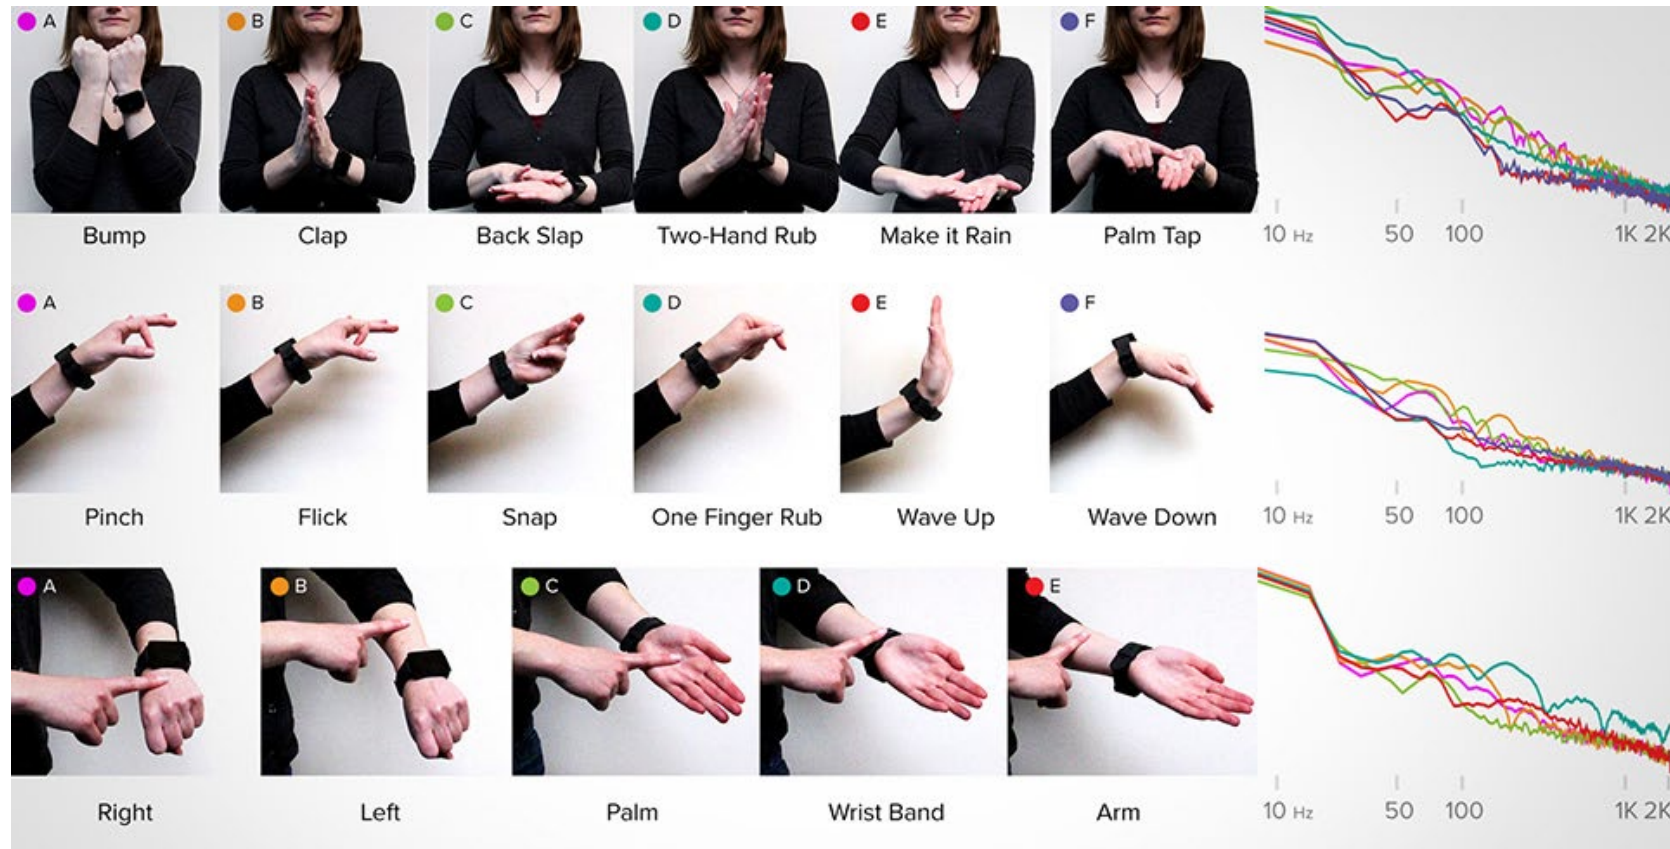 A B C D E F
Bump Clap Back Slap Two-Hand Rub Make it Rain Palm Tap
10 Hz 50 100 1K 2K
A B C D E F
Pinch Flick Snap One Finger Rub Wave Up Wave Down
10 Hz 50 100 1K 2K
A B C D E
Right Left Palm Wrist Band Arm
10 Hz 50 100 1K 2K